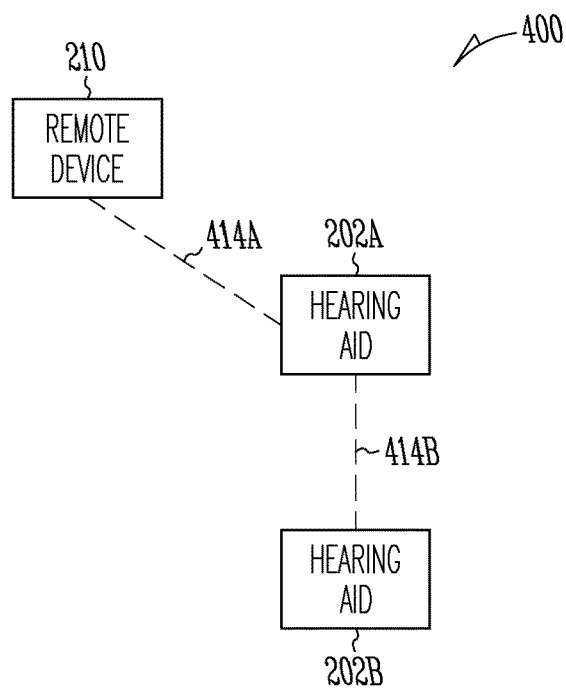 400
210
REMOTE
DEVICE
414A
202A
HEARING
AID
414B
HEARING
AID
202B